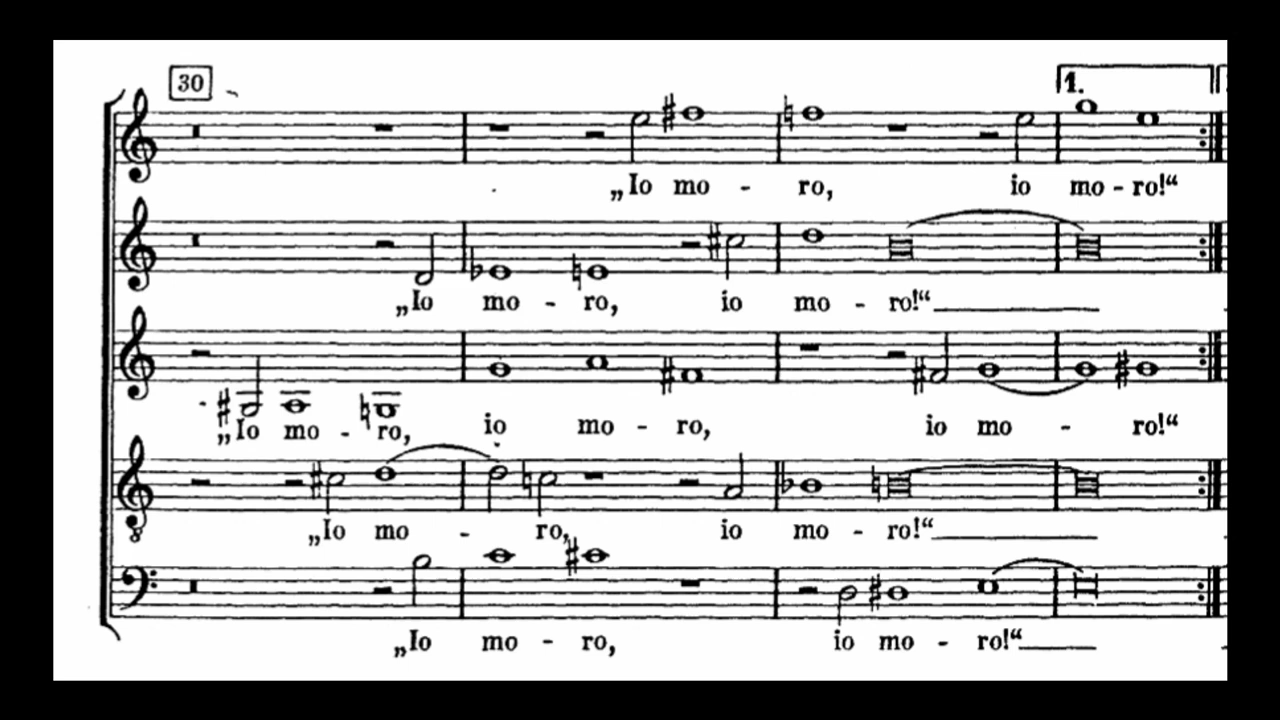 30
1.
„Io mo - ro, io mo - ro!“
„Io mo - ro, io mo - ro!“
„Io mo - ro, io mo - ro, io mo - ro!“
„Io mo - ro, io mo - ro!“
8
„Io mo - ro, io mo - ro!“